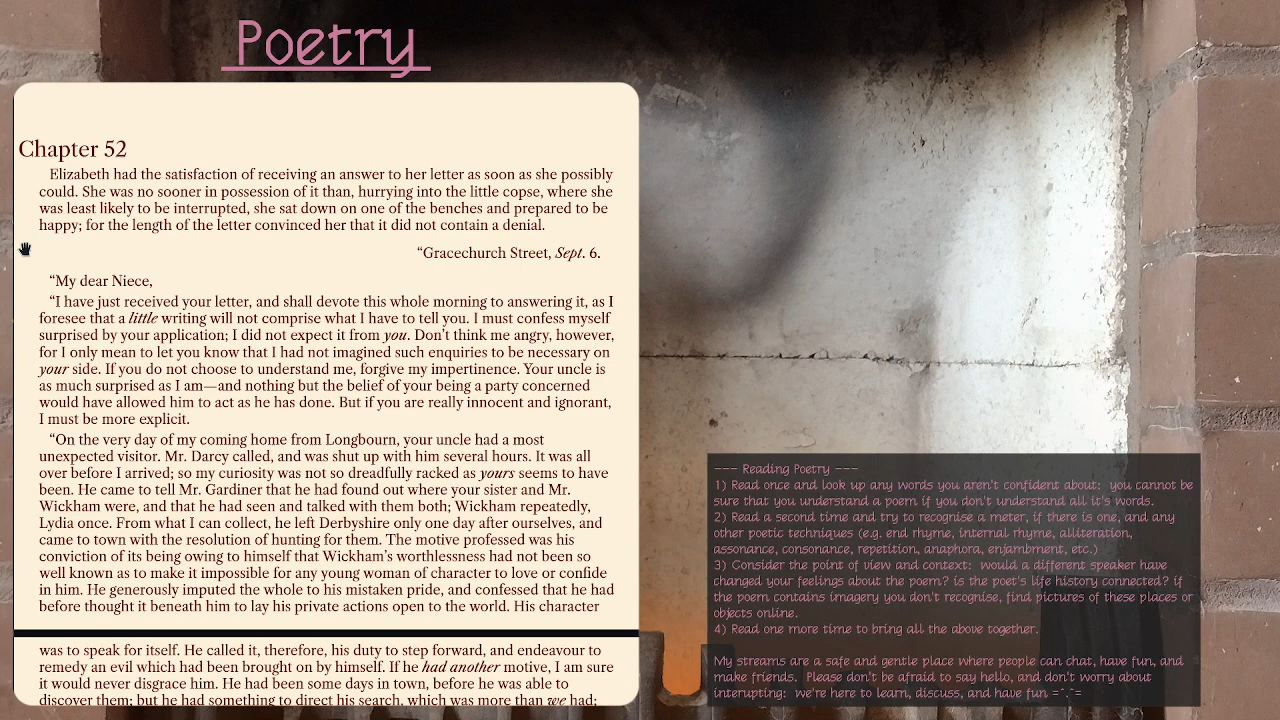 Poetry
Chapter 52
Elizabeth had the satisfaction of receiving an answer to her letter as soon as she possibly
could. She was no sooner in possession of it than, hurrying into the little copse, where she
was least likely to be interrupted, she sat down on one of the benches and prepared to be
happy; for the length of the letter convinced her that it did not contain a denial.
“Gracechurch Street, Sept. 6.
“My dear Niece,
“I have just received your letter, and shall devote this whole morning to answering it, as I
foresee that a little writing will not comprise what I have to tell you. I must confess myself
surprised by your application; I did not expect it from you. Don’t think me angry, however,
for I only mean to let you know that I had not imagined such enquiries to be necessary on
your side. If you do not choose to understand me, forgive my impertinence. Your uncle is
as much surprised as I am—and nothing but the belief of your being a party concerned
would have allowed him to act as he has done. But if you are really innocent and ignorant,
I must be more explicit.
“On the very day of my coming home from Longbourn, your uncle had a most
unexpected visitor. Mr. Darcy called, and was shut up with him several hours. It was all
over before I arrived; so my curiosity was not so dreadfully racked as yours seems to have
been. He came to tell Mr. Gardiner that he had found out where your sister and Mr.
Wickham were, and that he had seen and talked with them both; Wickham repeatedly,
Lydia once. From what I can collect, he left Derbyshire only one day after ourselves, and
came to town with the resolution of hunting for them. The motive professed was his
conviction of its being owing to himself that Wickham’s worthlessness had not been so
well known as to make it impossible for any young woman of character to love or confide
in him. He generously imputed the whole to his mistaken pride, and confessed that he had
before thought it beneath him to lay his private actions open to the world. His character
was to speak for itself. He called it, therefore, his duty to step forward, and endeavour to
remedy an evil which had been brought on by himself. If he had another motive, I am sure
it would never disgrace him. He had been some days in town, before he was able to
discover them; but he had something to direct his search, which was more than we had;
--- Reading Poetry ---
1) Read once and look up any words you aren't confident about: you cannot be
sure that you understand a poem if you don't understand all it's words.
2) Read a second time and try to recognise a meter, if there is one, and any
other poetic techniques (e.g. end rhyme, internal rhyme, alliteration,
assonance, consonance, repetition, anaphora, enjambment, etc.)
3) Consider the point of view and context: would a different speaker have
changed your feelings about the poem? is the poet's life history connected? if
the poem contains imagery you don't recognise, find pictures of these places or
objects online.
4) Read one more time to bring all the above together.
My streams are a safe and gentle place where people can chat, have fun, and
make friends. Please don't be afraid to say hello, and don't worry about
interupting: we're here to learn, discuss, and have fun =^.^=